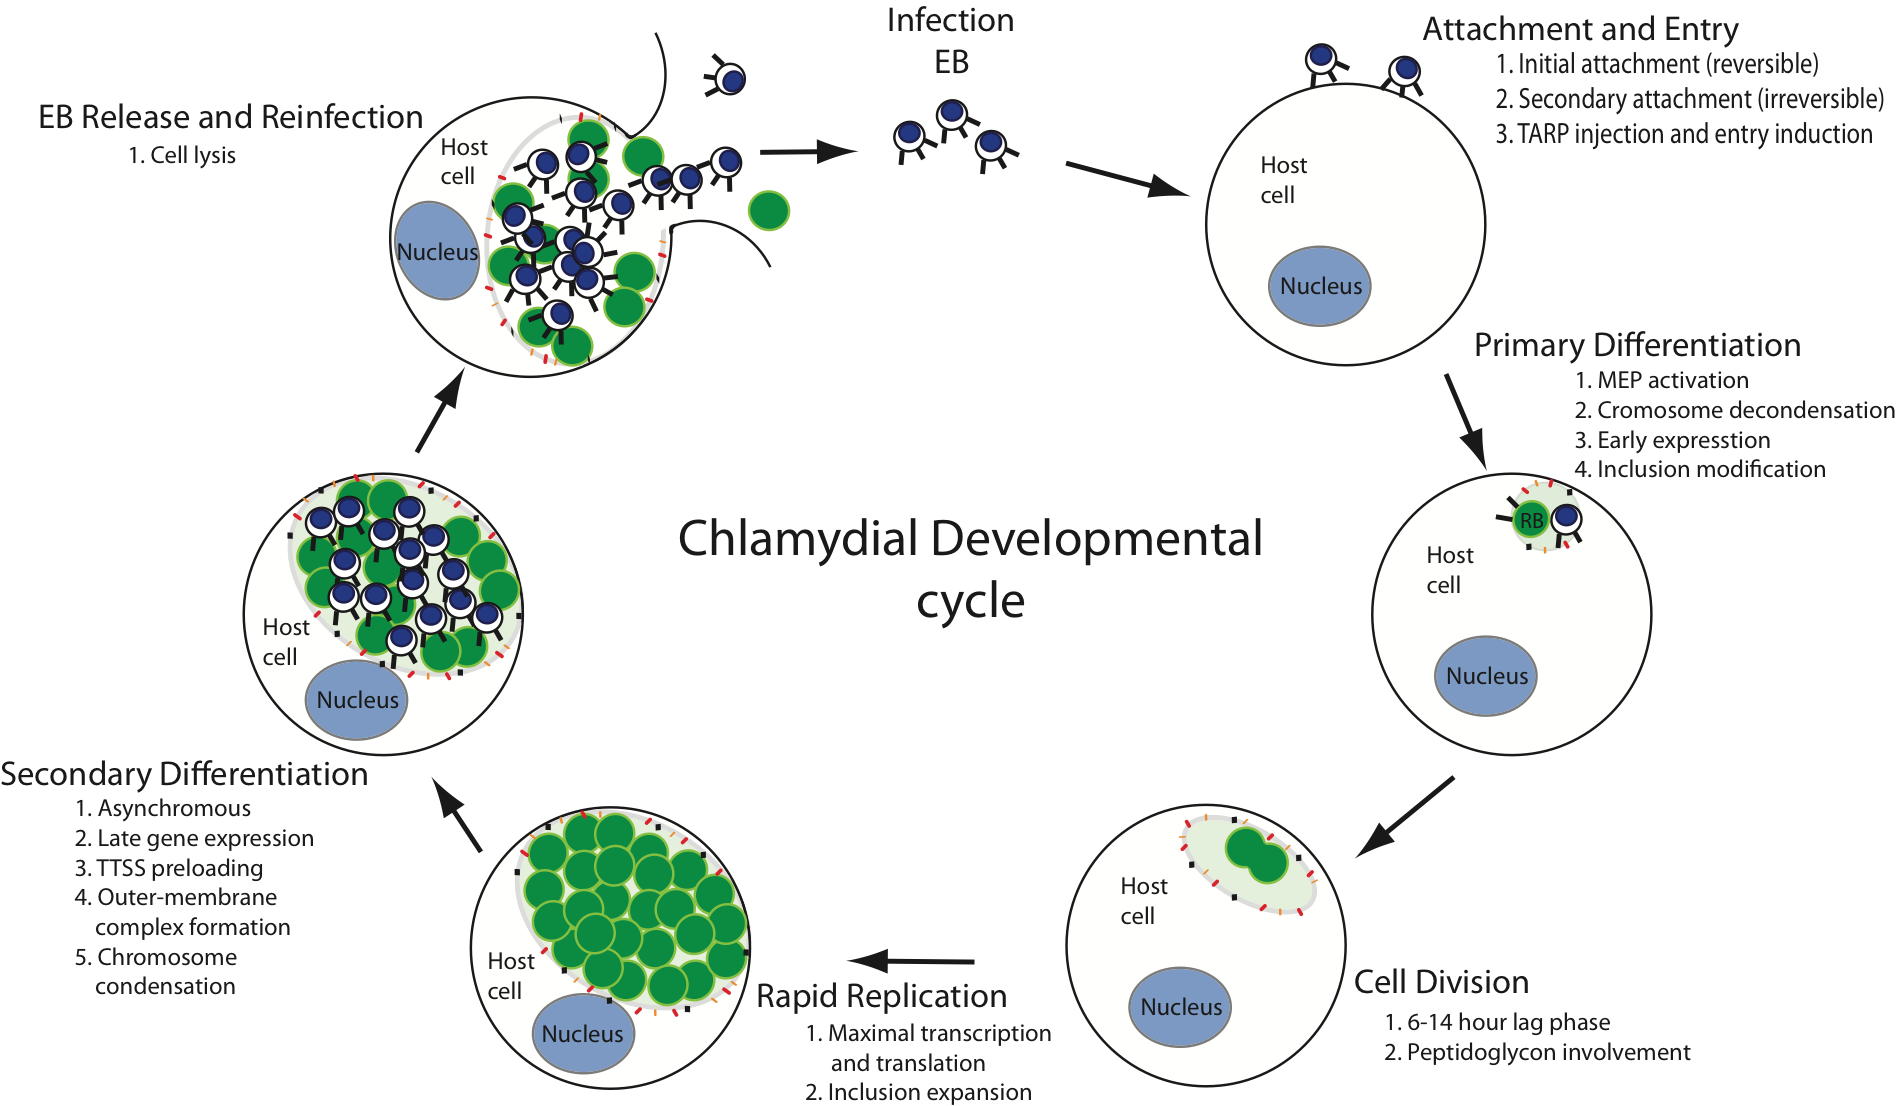 Infection
EB
Attachment and Entry
1. Initial attachment (reversible)
2. Secondary attachment (irreversible)
3. TARP injection and entry induction
Host
cell
Nucleus
Primary Differentiation
1. MEP activation
2. Cromosome decondensation
3. Early expresstion
4. Inclusion modification
RB
Host
cell
Nucleus
Cell Division
1. 6-14 hour lag phase
2. Peptidoglycon involvement
Host
cell
Nucleus
Rapid Replication
1. Maximal transcription
and translation
2. Inclusion expansion
Host
cell
Nucleus
Secondary Differentiation
1. Asynchromous
2. Late gene expression
3. TTSS preloading
4. Outer-membrane
complex formation
5. Chromosome
condensation
Host
cell
Nucleus
EB Release and Reinfection
1. Cell lysis
Host
cell
Nucleus
Chlamydial Developmental
cycle